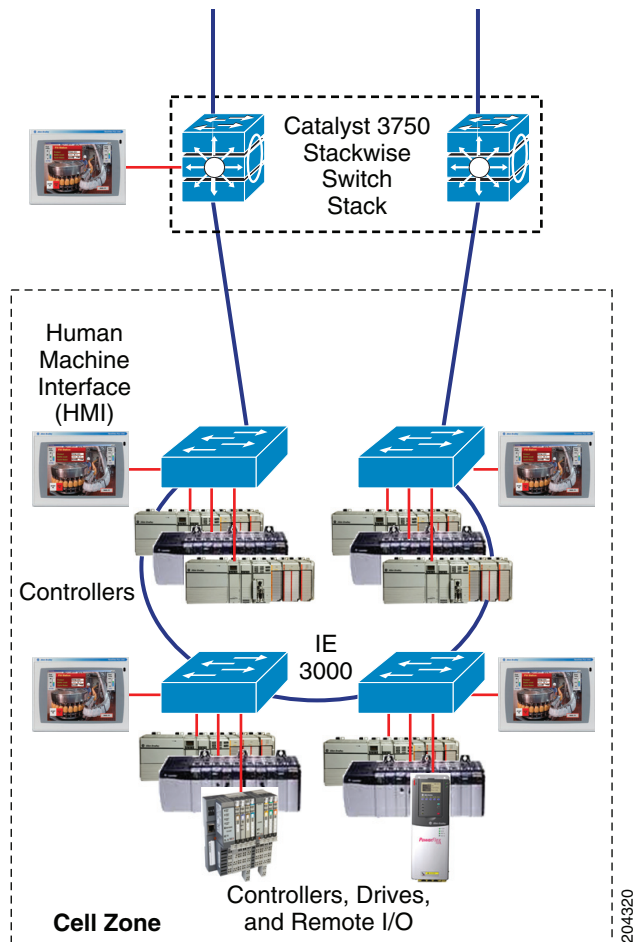 Catalyst 3750
Stackwise
Switch
Stack
Human
Machine
Interface
(HMI)
Controllers
IE
3000
PowerFlex
Controllers, Drives,
and Remote I/O
Cell Zone
204320